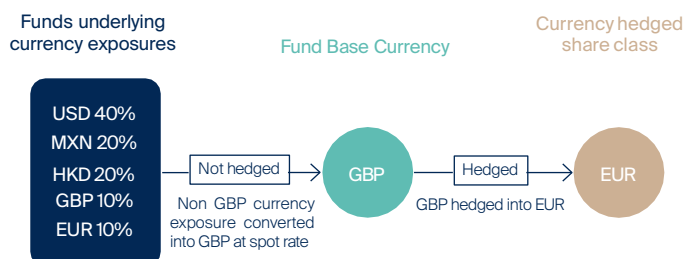 Funds underlying
currency exposures
Fund Base Currency
Currency hedged
share class
USD 40%
MXN 20%
HKD 20%
GBP 10%
EUR 10%
Not hedged
Non GBP currency
exposure converted
into GBP at spot rate
GBP
Hedged
GBP hedged into EUR
EUR